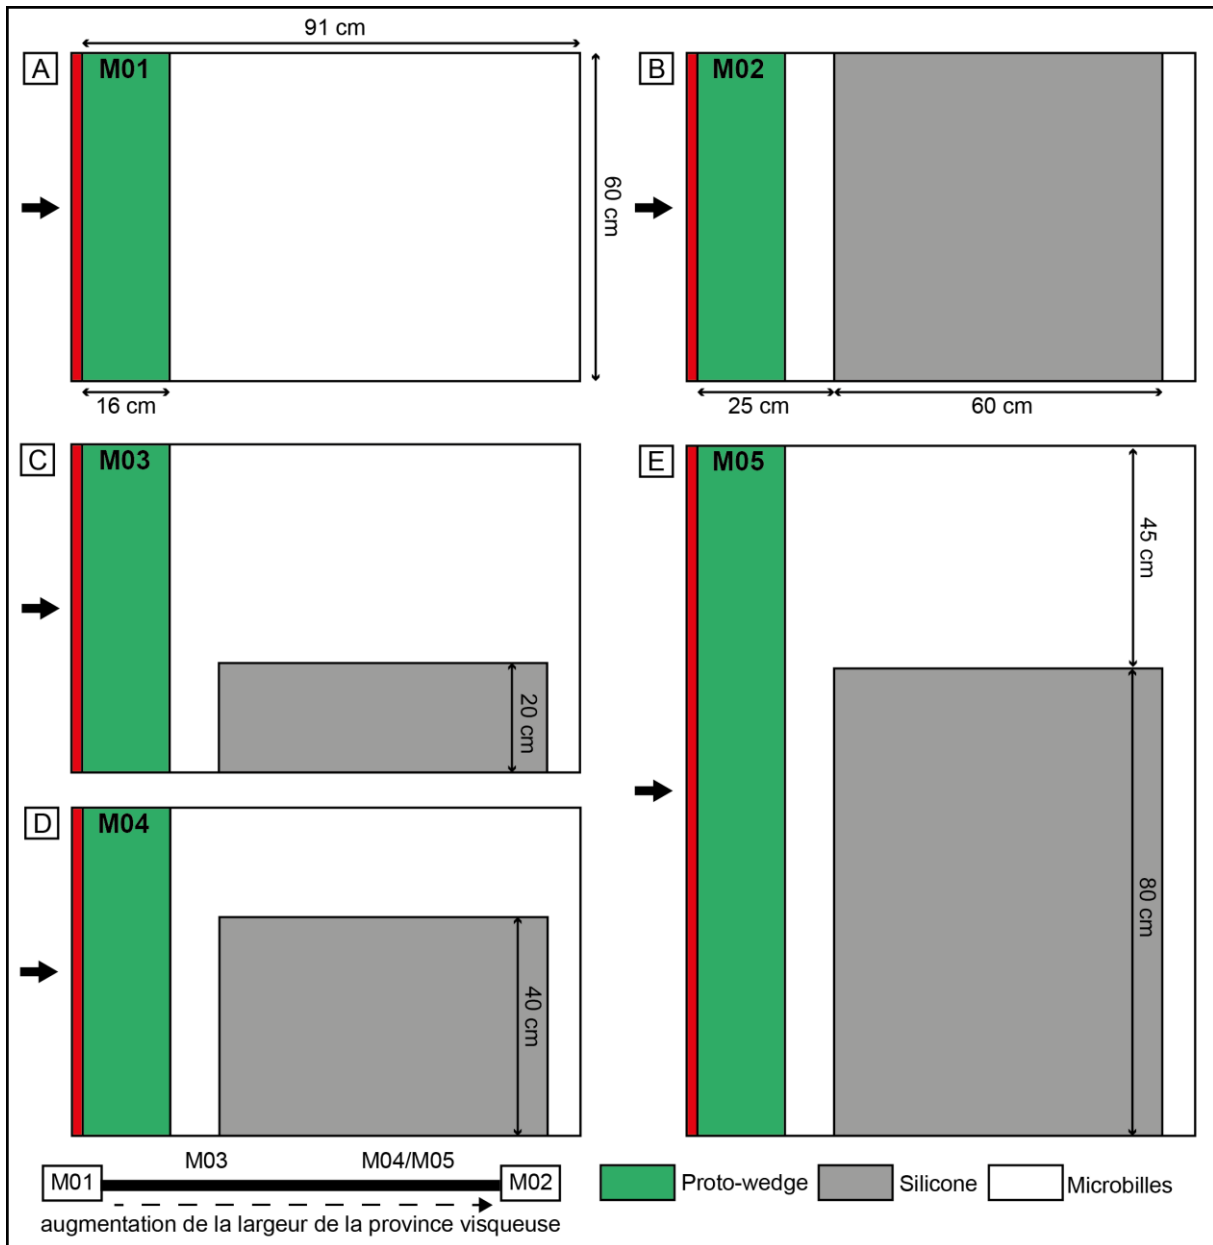 91 cm
A
M01
60 cm
16 cm
B
M02
25 cm
60 cm
C
M03
20 cm
D
M04
40 cm
E
M05
45 cm
80 cm
M03
M04/M05
M01
M02
augmentation de la largeur de la province visqueuse
Proto-wedge
Silicone
Microbilles